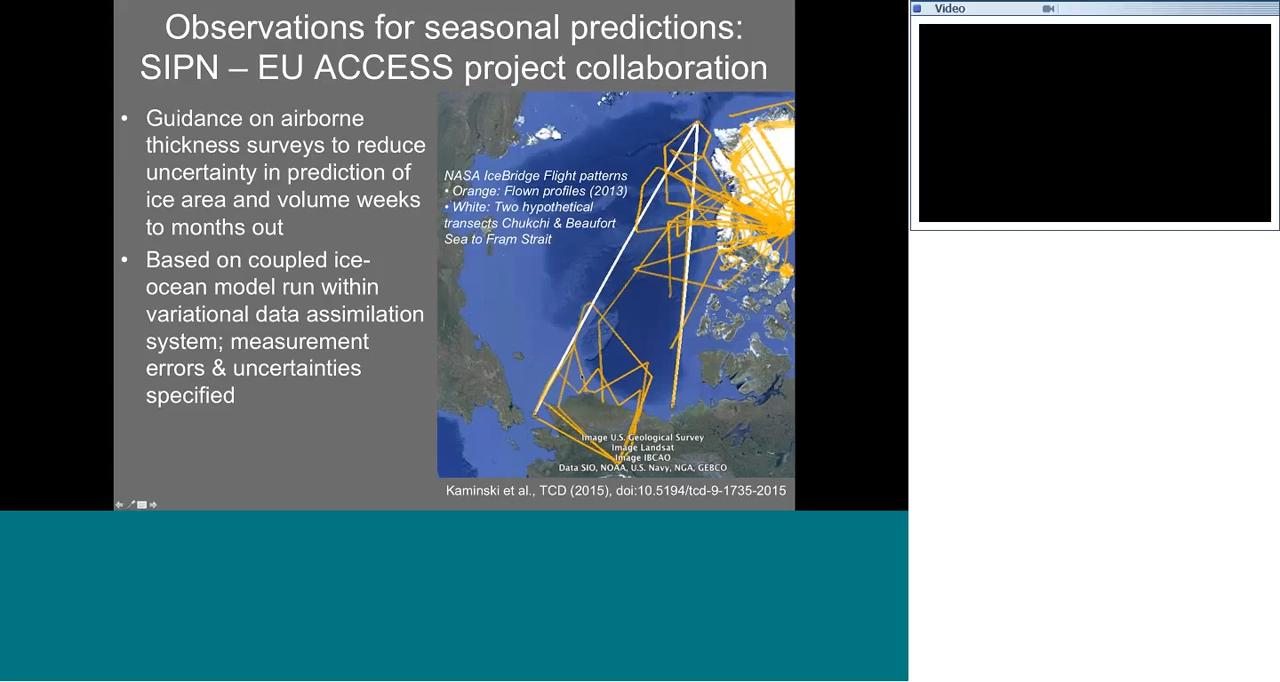 Observations for seasonal predictions:
SIPN – EU ACCESS project collaboration
• Guidance on airborne
thickness surveys to reduce
uncertainty in prediction of
ice area and volume weeks
to months out
• Based on coupled ice-
ocean model run within
variational data assimilation
system; measurement
errors & uncertainties
specified
NASA IceBridge Flight patterns
• Orange: Flown profiles (2013)
• White: Two hypothetical
transects Chukchi & Beaufort
Sea to Fram Strait
Image U.S. Geological Survey
Image Landsat
Image IBCAO
Data SIO, NOAA, U.S. Navy, NGA, GEBCO
Kaminski et al., TCD (2015), doi:10.5194/tcd-9-1735-2015
Video